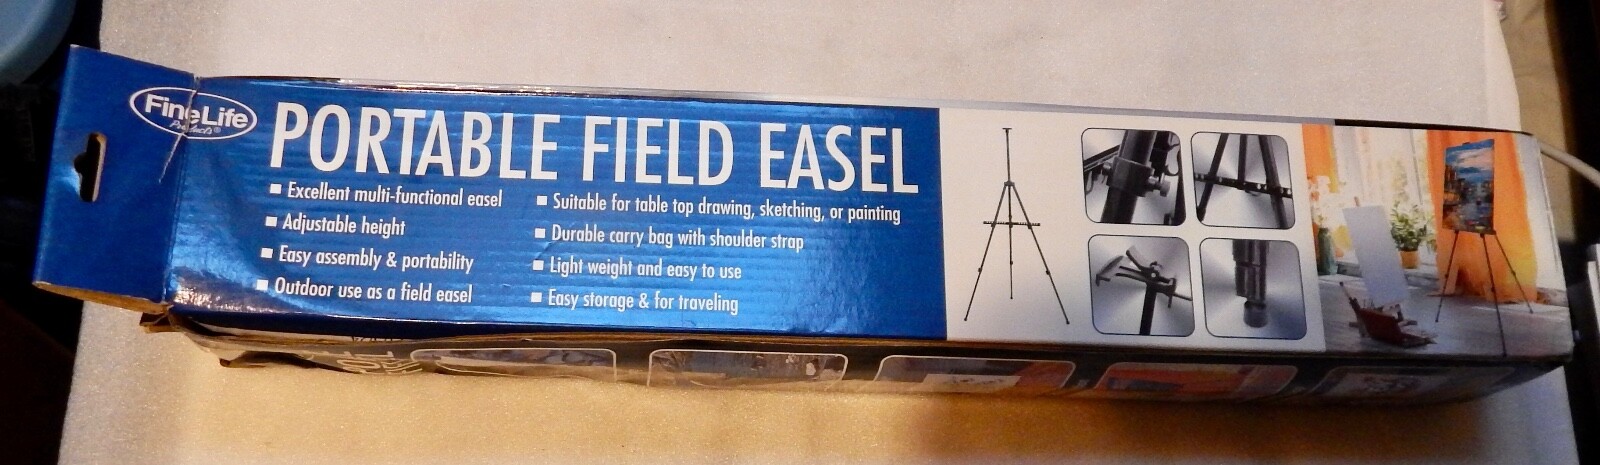 FineLife
Products®
PORTABLE FIELD EASEL
■ Excellent multi-functional easel
■ Adjustable height
■ Easy assembly & portability
■ Outdoor use as a field easel
■ Suitable for table top drawing, sketching, or painting
■ Durable carry bag with shoulder strap
■ Light weight and easy to use
■ Easy storage & for traveling